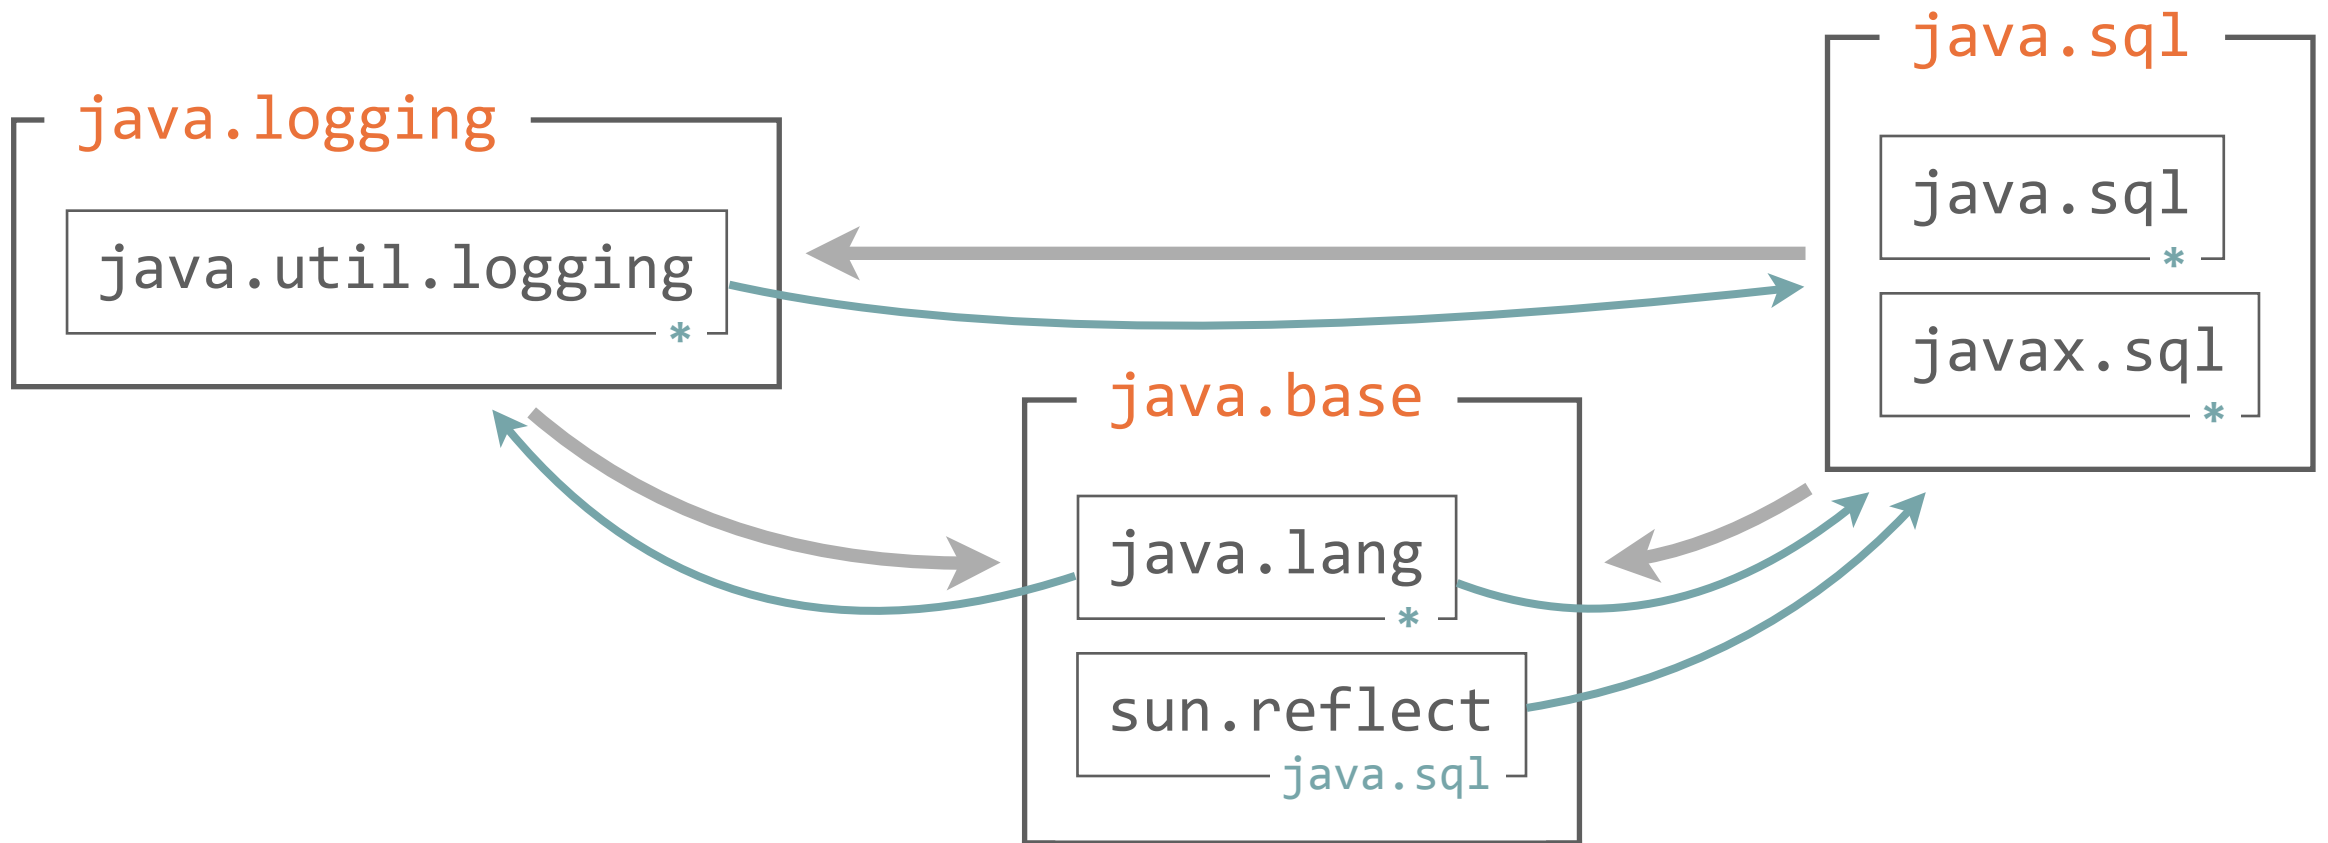 java.logging
java.util.logging
*
java.base
java.lang
*
sun.reflect
java.sql
java.sql
java.sql
*
javax.sql
*